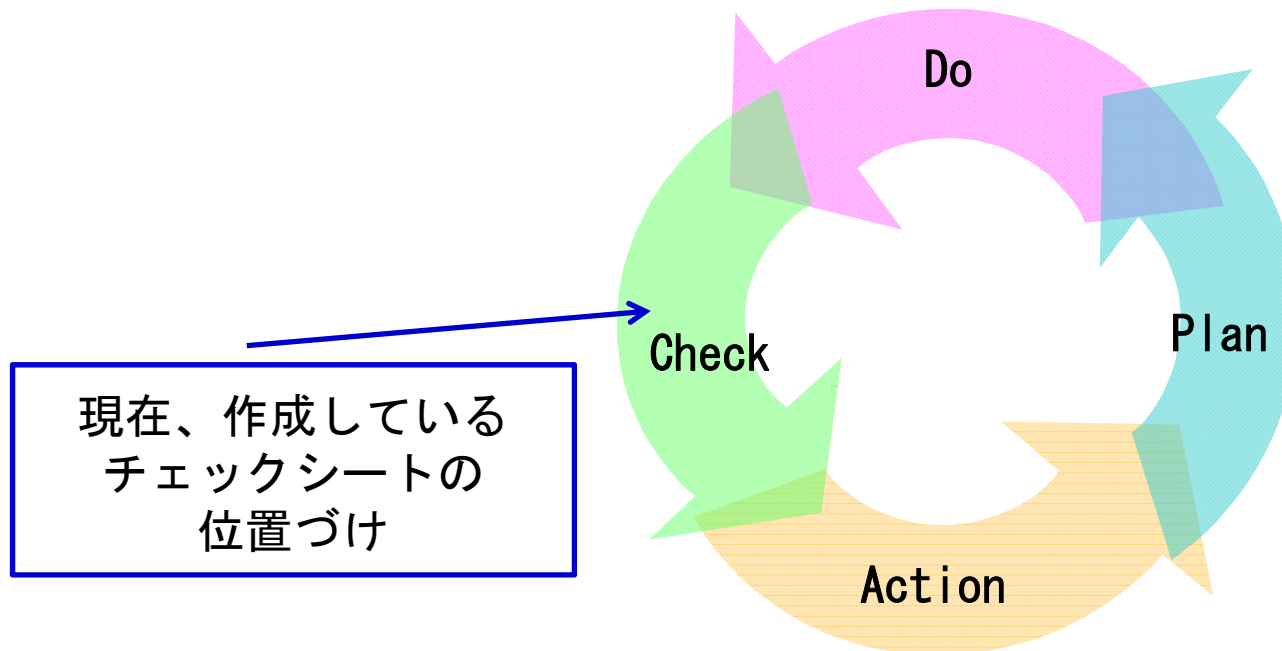 Do
Plan
Check
現在、作成している
チェックシートの
位置づけ
Action